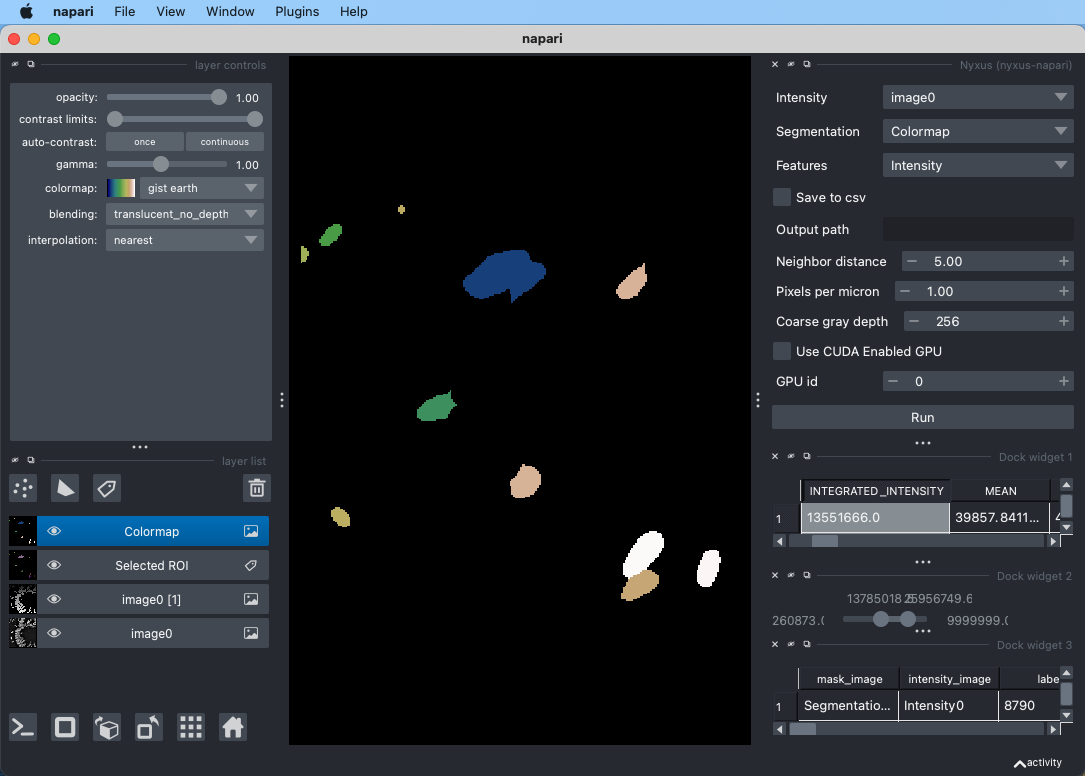 napari File View Window Plugins Help
napari
layer controls
opacity: 1.00
contrast limits:
auto-contrast: once continuous
gamma: 1.00
colormap: gist earth
blending: translucent_no_depth
interpolation: nearest
layer list
Colormap
Selected ROI
image0 [1]
image0
Nyxus (nyxus-napari)
Intensity image0
Segmentation Colormap
Features Intensity
Save to csv
Output path
Neighbor distance − 5.00 +
Pixels per micron − 1.00 +
Coarse gray depth − 256 +
Use CUDA Enabled GPU
GPU id − 0 +
Run
Dock widget 1
INTEGRATED_INTENSITY MEAN
1 13551666.0 39857.8411... 4
Dock widget 2
13785018 5956749.6
260873.0 9999999.0
Dock widget 3
mask_image intensity_image labe
1 Segmentatio... Intensity0 8790
activity